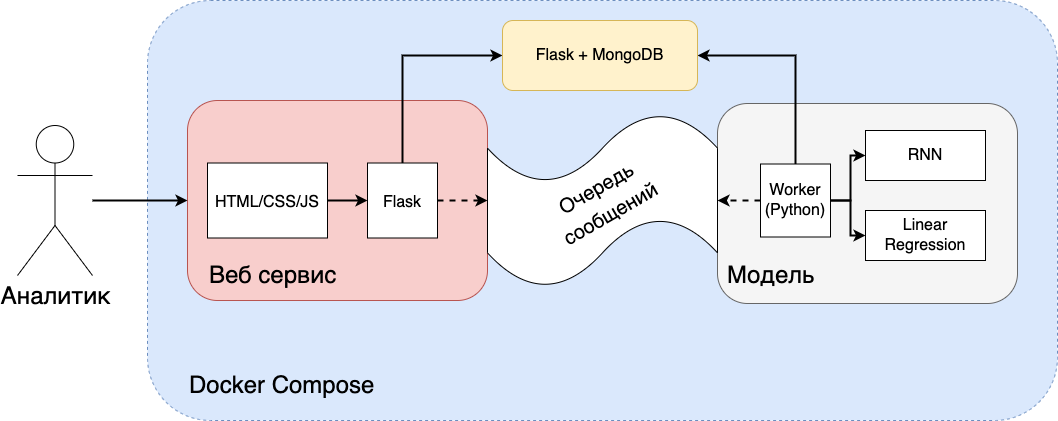 Flask + MongoDB
HTML/CSS/JS
Flask
Веб сервис
Очередь
сообщений
Worker
(Python)
RNN
Linear
Regression
Модель
Аналитик
Docker Compose